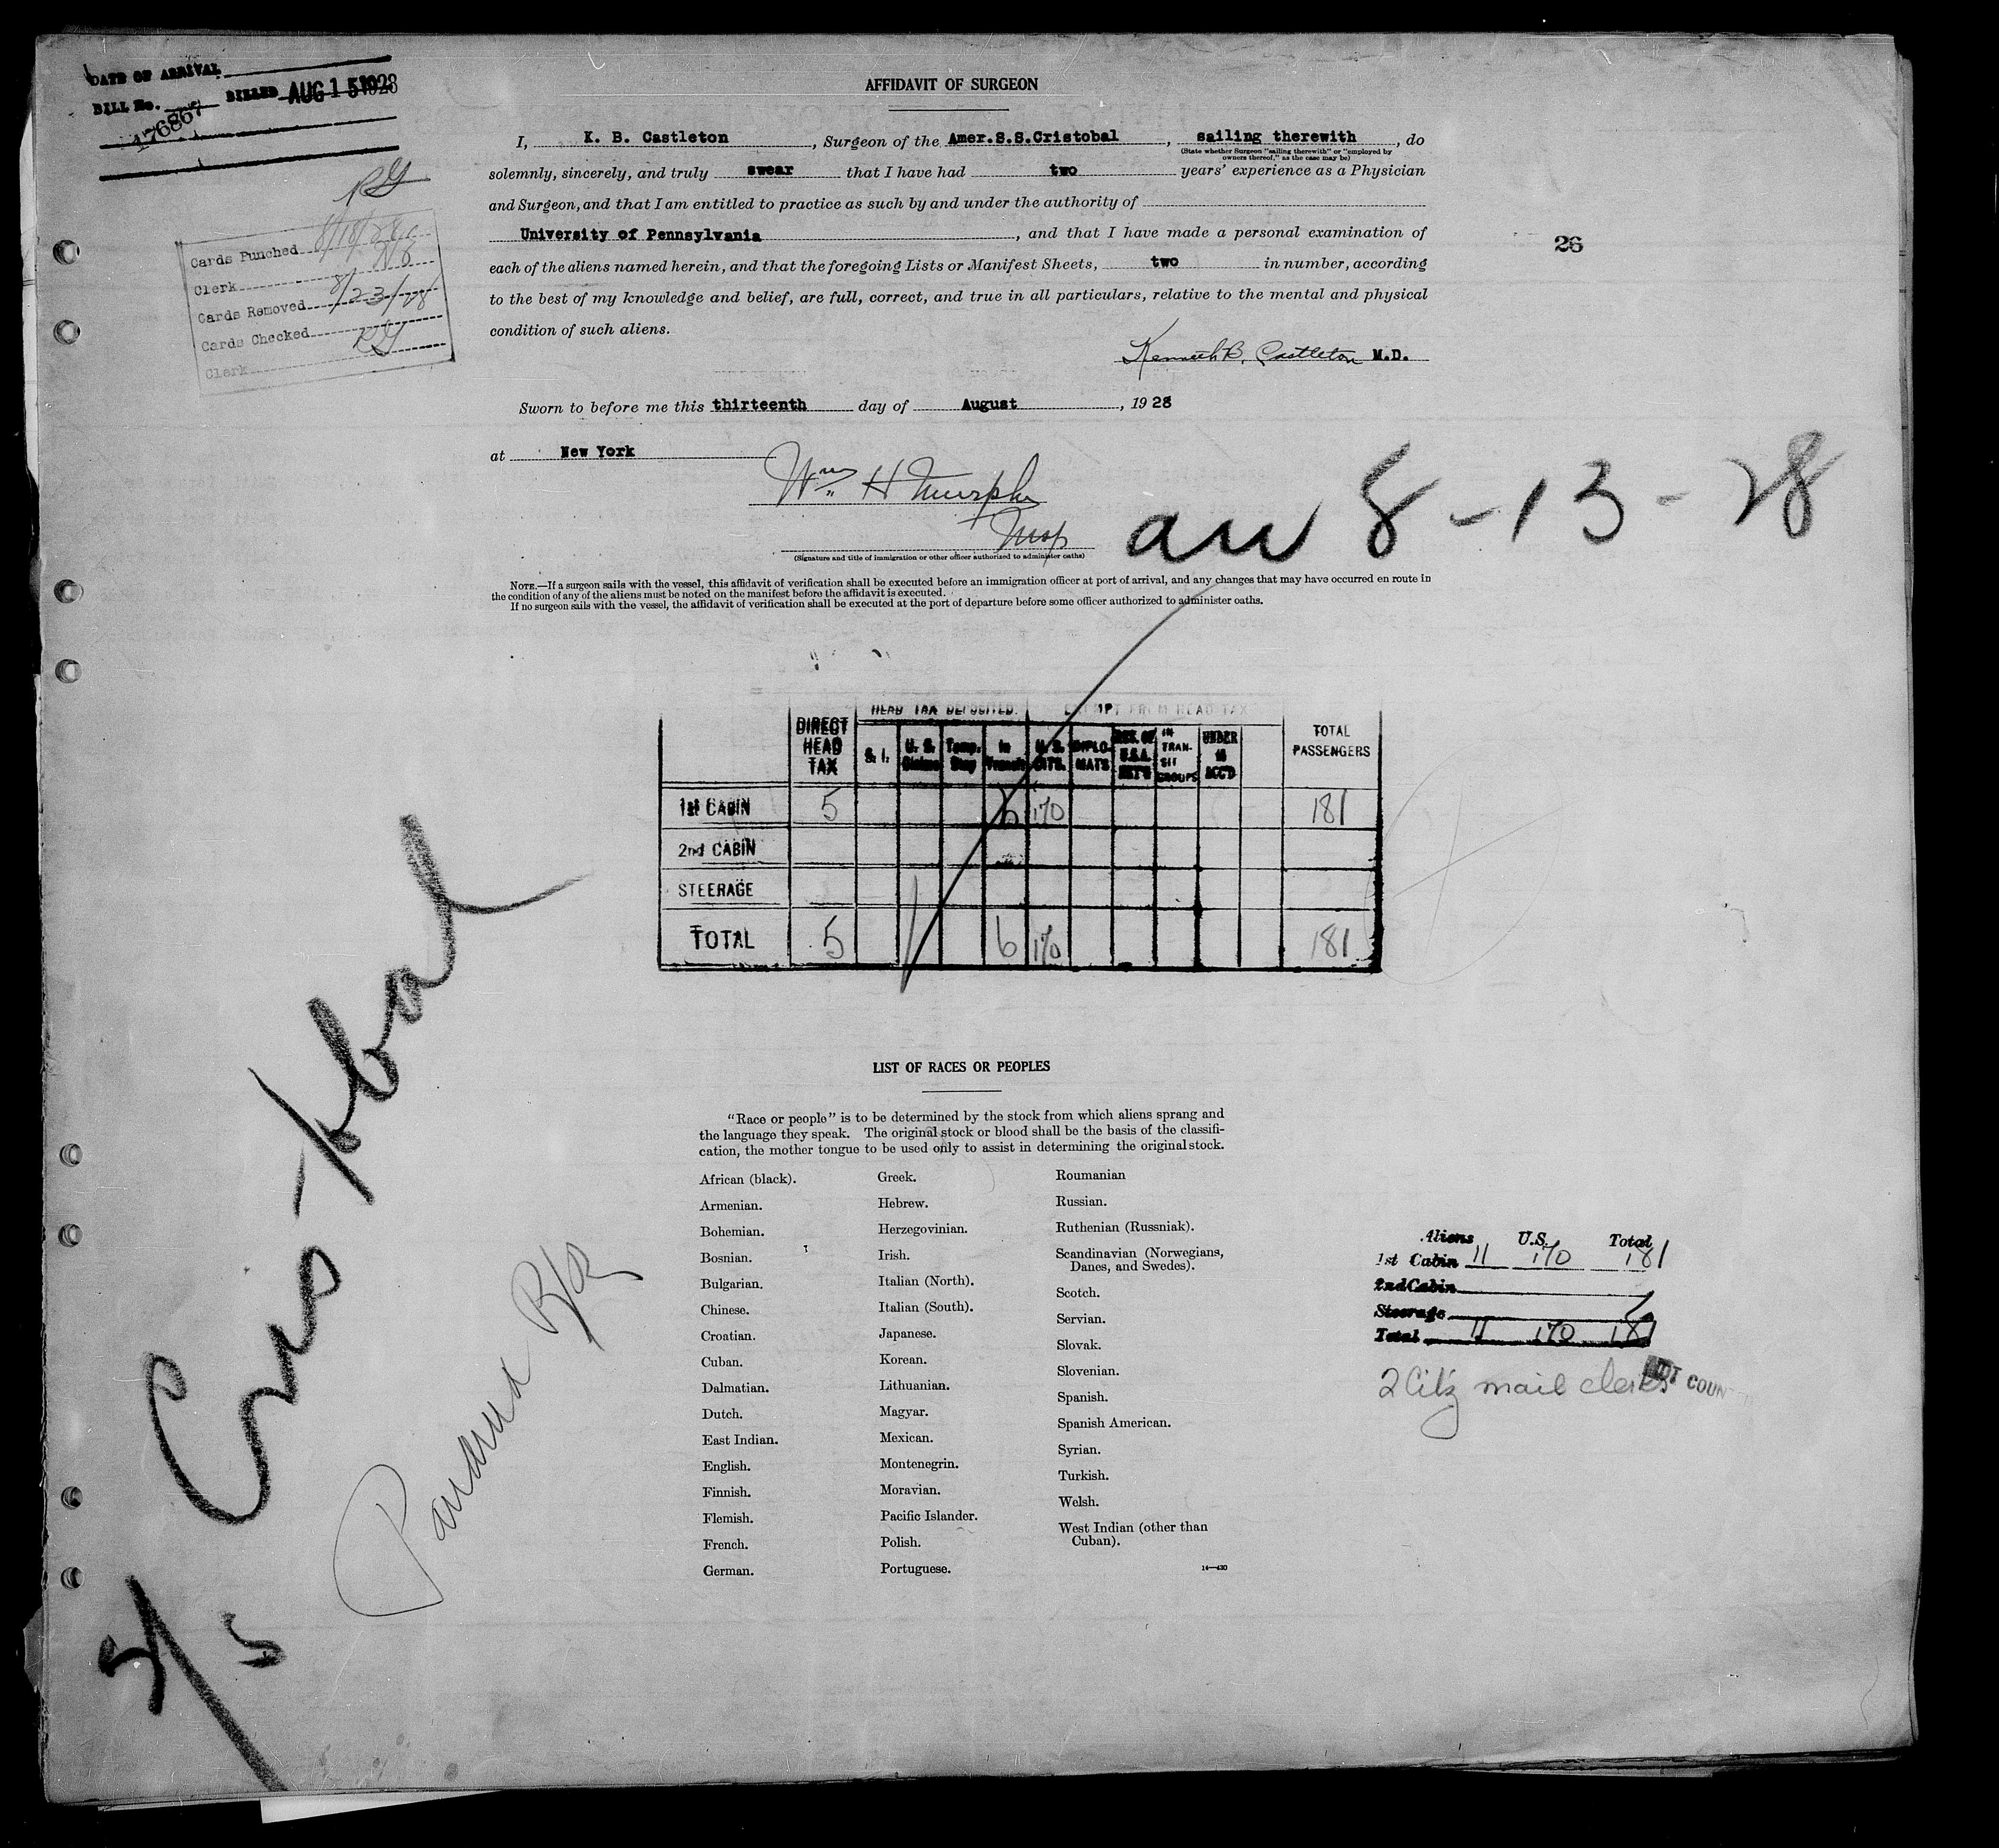 DATE OF ARRIVAL
BILL No. 176867 BILLED AUG 15 1928
RG
Cards Punched
Clerk
Cards Removed 8/23/28
Cards Checked RG
Clerk
AFFIDAVIT OF SURGEON
I, K. B. Castleton, Surgeon of the Amer.S.S.Cristobal, sailing therewith, do
(State whether Surgeon "sailing therewith" or "employed by
owners thereof," as the case may be)
solemnly, sincerely, and truly swear that I have had two years' experience as a Physician
and Surgeon, and that I am entitled to practice as such by and under the authority of
University of Pennsylvania, and that I have made a personal examination of
26
each of the aliens named herein, and that the foregoing Lists or Manifest Sheets, two in number, according
to the best of my knowledge and belief, are full, correct, and true in all particulars, relative to the mental and physical
condition of such aliens.
Kenneth B. Castleton M.D.
Sworn to before me this thirteenth day of August, 1928
at New York
Wm H Murphy
Insp
(Signature and title of immigration or other officer authorized to administer oaths)
arr 8-13-28
NOTE.—If a surgeon sails with the vessel, this affidavit of verification shall be executed before an immigration officer at port of arrival, and any changes that may have occurred en route in
the condition of any of the aliens must be noted on the manifest before the affidavit is executed.
If no surgeon sails with the vessel, the affidavit of verification shall be executed at the port of departure before some officer authorized to administer oaths.
HEAD TAX DEPOSITED. EXEMPT FROM HEAD TAX
DIRECT HEAD TAX S. I. U. S. Claims Temp. Stay In Transit U. S. CITS. DIPLO-MATS RES. OF U.S.A. RET'G IN TRAN-SIT GROUPS UNDER 16 ACC'D TOTAL PASSENGERS
1st CABIN 5 6 170 181
2nd CABIN
STEERAGE
TOTAL 5 6 170 181
Cristobal
Panama R/R
LIST OF RACES OR PEOPLES
"Race or people" is to be determined by the stock from which aliens sprang and
the language they speak. The original stock or blood shall be the basis of the classifi-
cation, the mother tongue to be used only to assist in determining the original stock.
African (black).
Armenian.
Bohemian.
Bosnian.
Bulgarian.
Chinese.
Croatian.
Cuban.
Dalmatian.
Dutch.
East Indian.
English.
Finnish.
Flemish.
French.
German.
Greek.
Hebrew.
Herzegovinian.
Irish.
Italian (North).
Italian (South).
Japanese.
Korean.
Lithuanian.
Magyar.
Mexican.
Montenegrin.
Moravian.
Pacific Islander.
Polish.
Portuguese.
Roumanian
Russian.
Ruthenian (Russniak).
Scandinavian (Norwegians,
Danes, and Swedes).
Scotch.
Servian.
Slovak.
Slovenian.
Spanish.
Spanish American.
Syrian.
Turkish.
Welsh.
West Indian (other than
Cuban).
14—430
Aliens U.S. Total
1st Cabin 11 170 181
2nd Cabin
Steerage
Total 11 170 181
2 Citz mail clerks NOT COUN